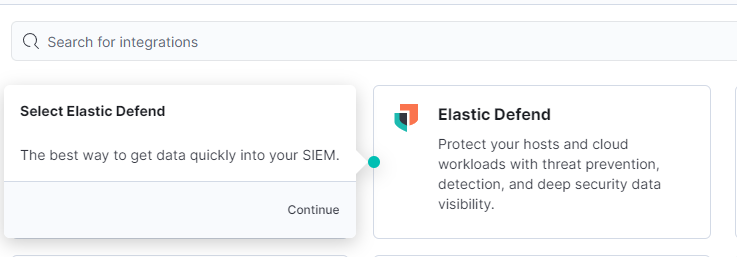 Search for integrations
Select Elastic Defend
The best way to get data quickly into your SIEM.
Continue
Elastic Defend
Protect your hosts and cloud
workloads with threat prevention,
detection, and deep security data
visibility.